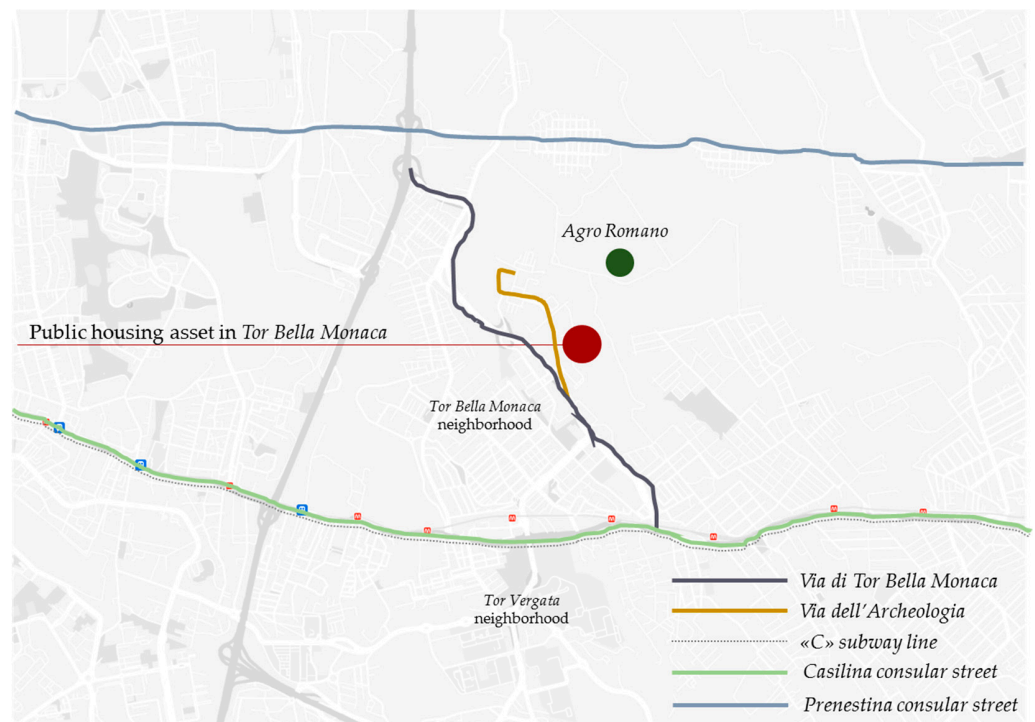 Agro Romano
Public housing asset in Tor Bella Monaca
Tor Bella Monaca
neighborhood
Tor Vergata
neighborhood
Via di Tor Bella Monaca
Via dell'Archeologia
«C» subway line
Casilina consular street
Prenestina consular street